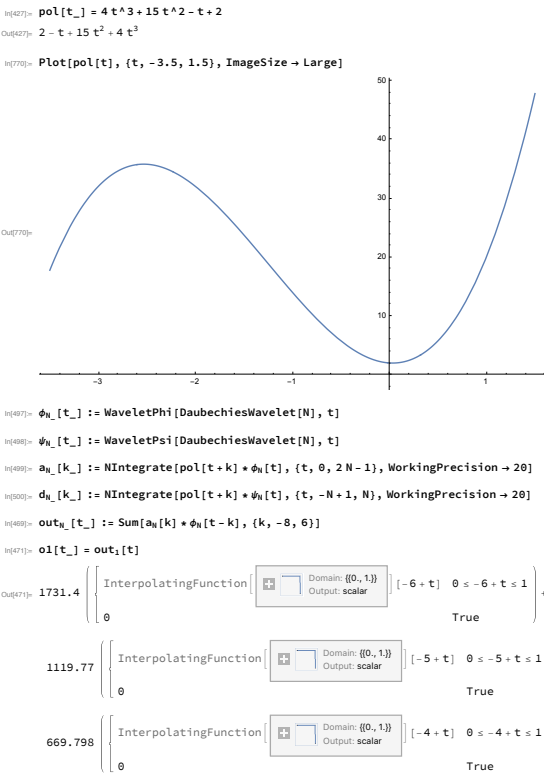 In[427]:= pol[t_] = 4 t^3 + 15 t^2 - t + 2
Out[427]= 2 - t + 15 t² + 4 t³
In[770]:= Plot[pol[t], {t, -3.5, 1.5}, ImageSize → Large]
50
40
30
20
10
Out[770]=
-3 -2 -1 1
In[497]:= ϕN_[t_] := WaveletPhi[DaubechiesWavelet[N], t]
In[498]:= ψN_[t_] := WaveletPsi[DaubechiesWavelet[N], t]
In[499]:= aN_[k_] := NIntegrate[pol[t + k] * ϕN[t], {t, 0, 2 N - 1}, WorkingPrecision → 20]
In[500]:= dN_[k_] := NIntegrate[pol[t + k] * ψN[t], {t, -N + 1, N}, WorkingPrecision → 20]
In[469]:= outN_[t_] := Sum[aN[k] * ϕN[t - k], {k, -8, 6}]
In[471]:= o1[t_] = out1[t]
Out[471]= 1731.4 ( { InterpolatingFunction[ Domain: {{0., 1.}} Output: scalar ] [-6 + t] 0 ≤ -6 + t ≤ 1 ) +
0 True
1119.77 ( { InterpolatingFunction[ Domain: {{0., 1.}} Output: scalar ] [-5 + t] 0 ≤ -5 + t ≤ 1
0 True
669.798 ( { InterpolatingFunction[ Domain: {{0., 1.}} Output: scalar ] [-4 + t] 0 ≤ -4 + t ≤ 1
0 True